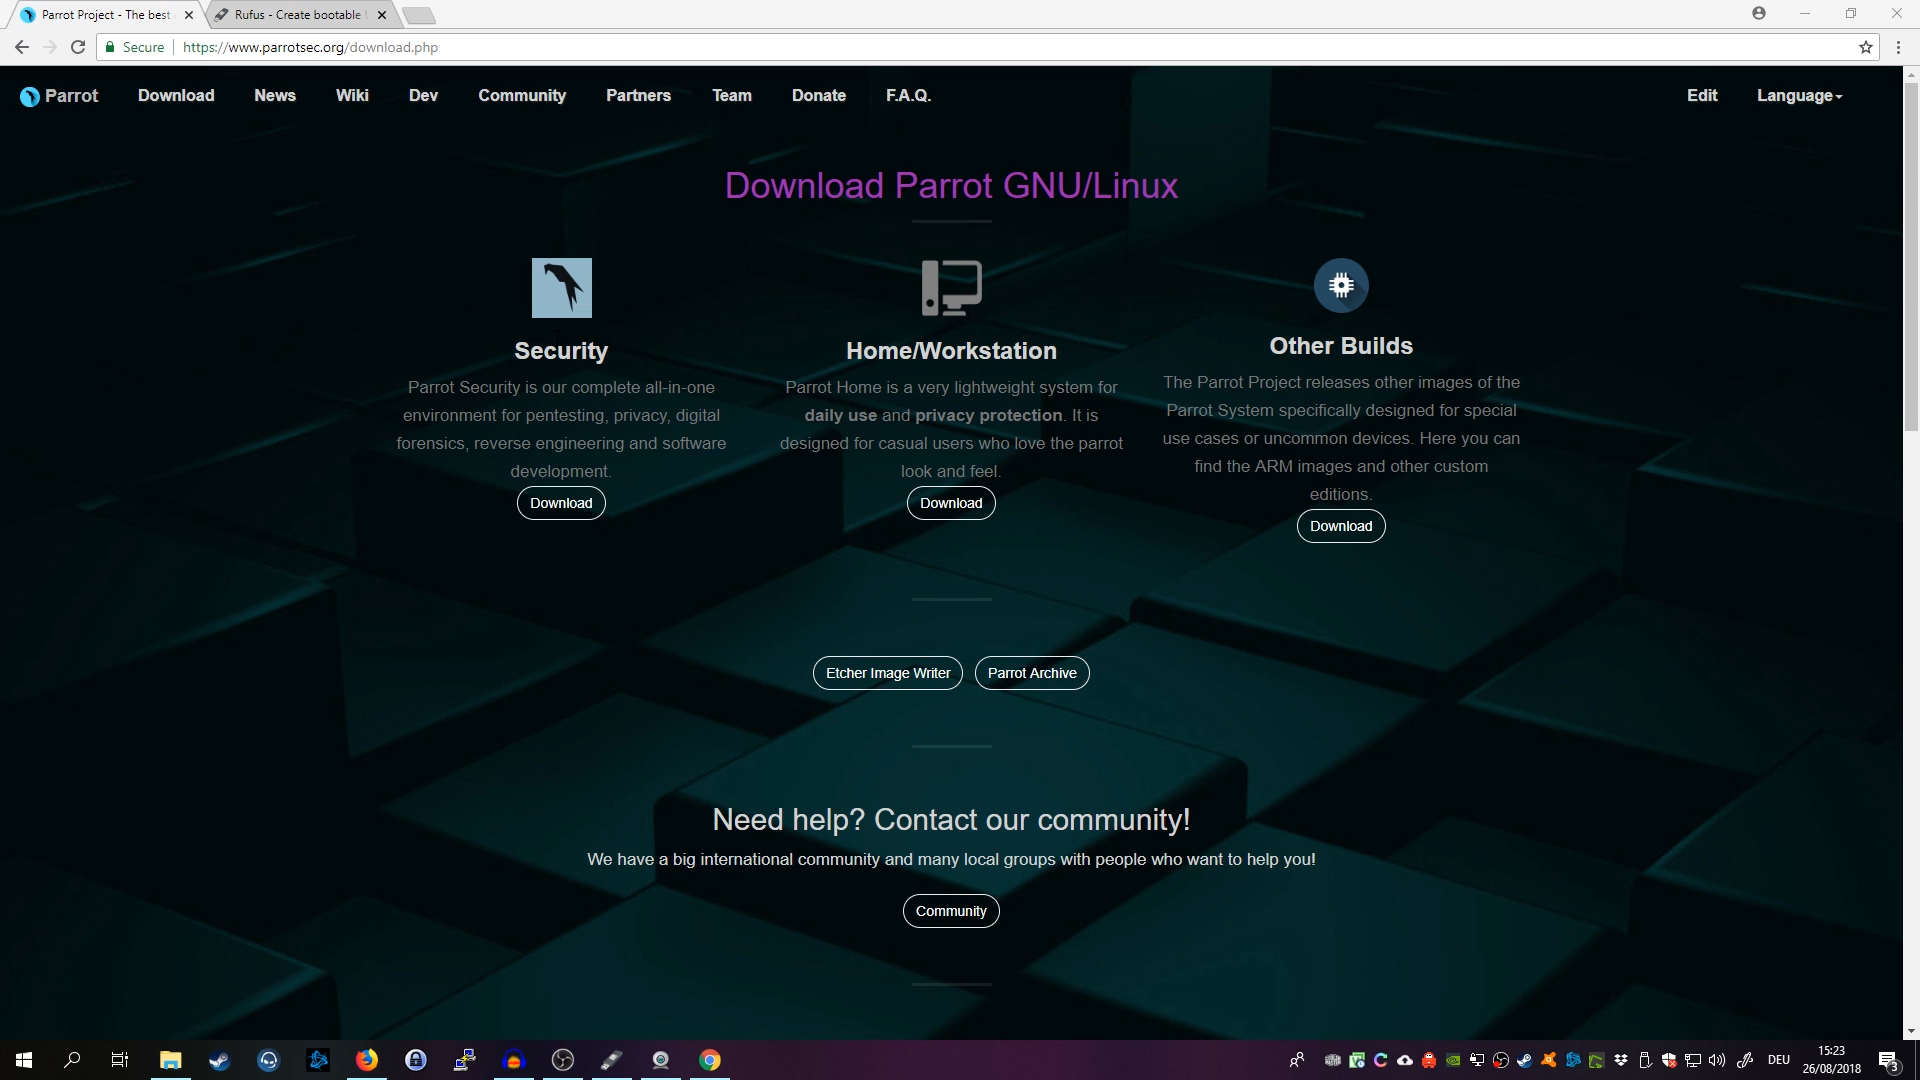 Parrot Project - The best
Rufus - Create bootable
Secure
https://www.parrotsec.org/download.php
Parrot
Download
News
Wiki
Dev
Community
Partners
Team
Donate
F.A.Q.
Edit
Language
Download Parrot GNU/Linux
Security
Parrot Security is our complete all-in-one
environment for pentesting, privacy, digital
forensics, reverse engineering and software
development.
Download
Home/Workstation
Parrot Home is a very lightweight system for
daily use and privacy protection. It is
designed for casual users who love the parrot
look and feel.
Download
Other Builds
The Parrot Project releases other images of the
Parrot System specifically designed for special
use cases or uncommon devices. Here you can
find the ARM images and other custom
editions.
Download
Etcher Image Writer
Parrot Archive
Need help? Contact our community!
We have a big international community and many local groups with people who want to help you!
Community
DEU
15:23
26/08/2018
3